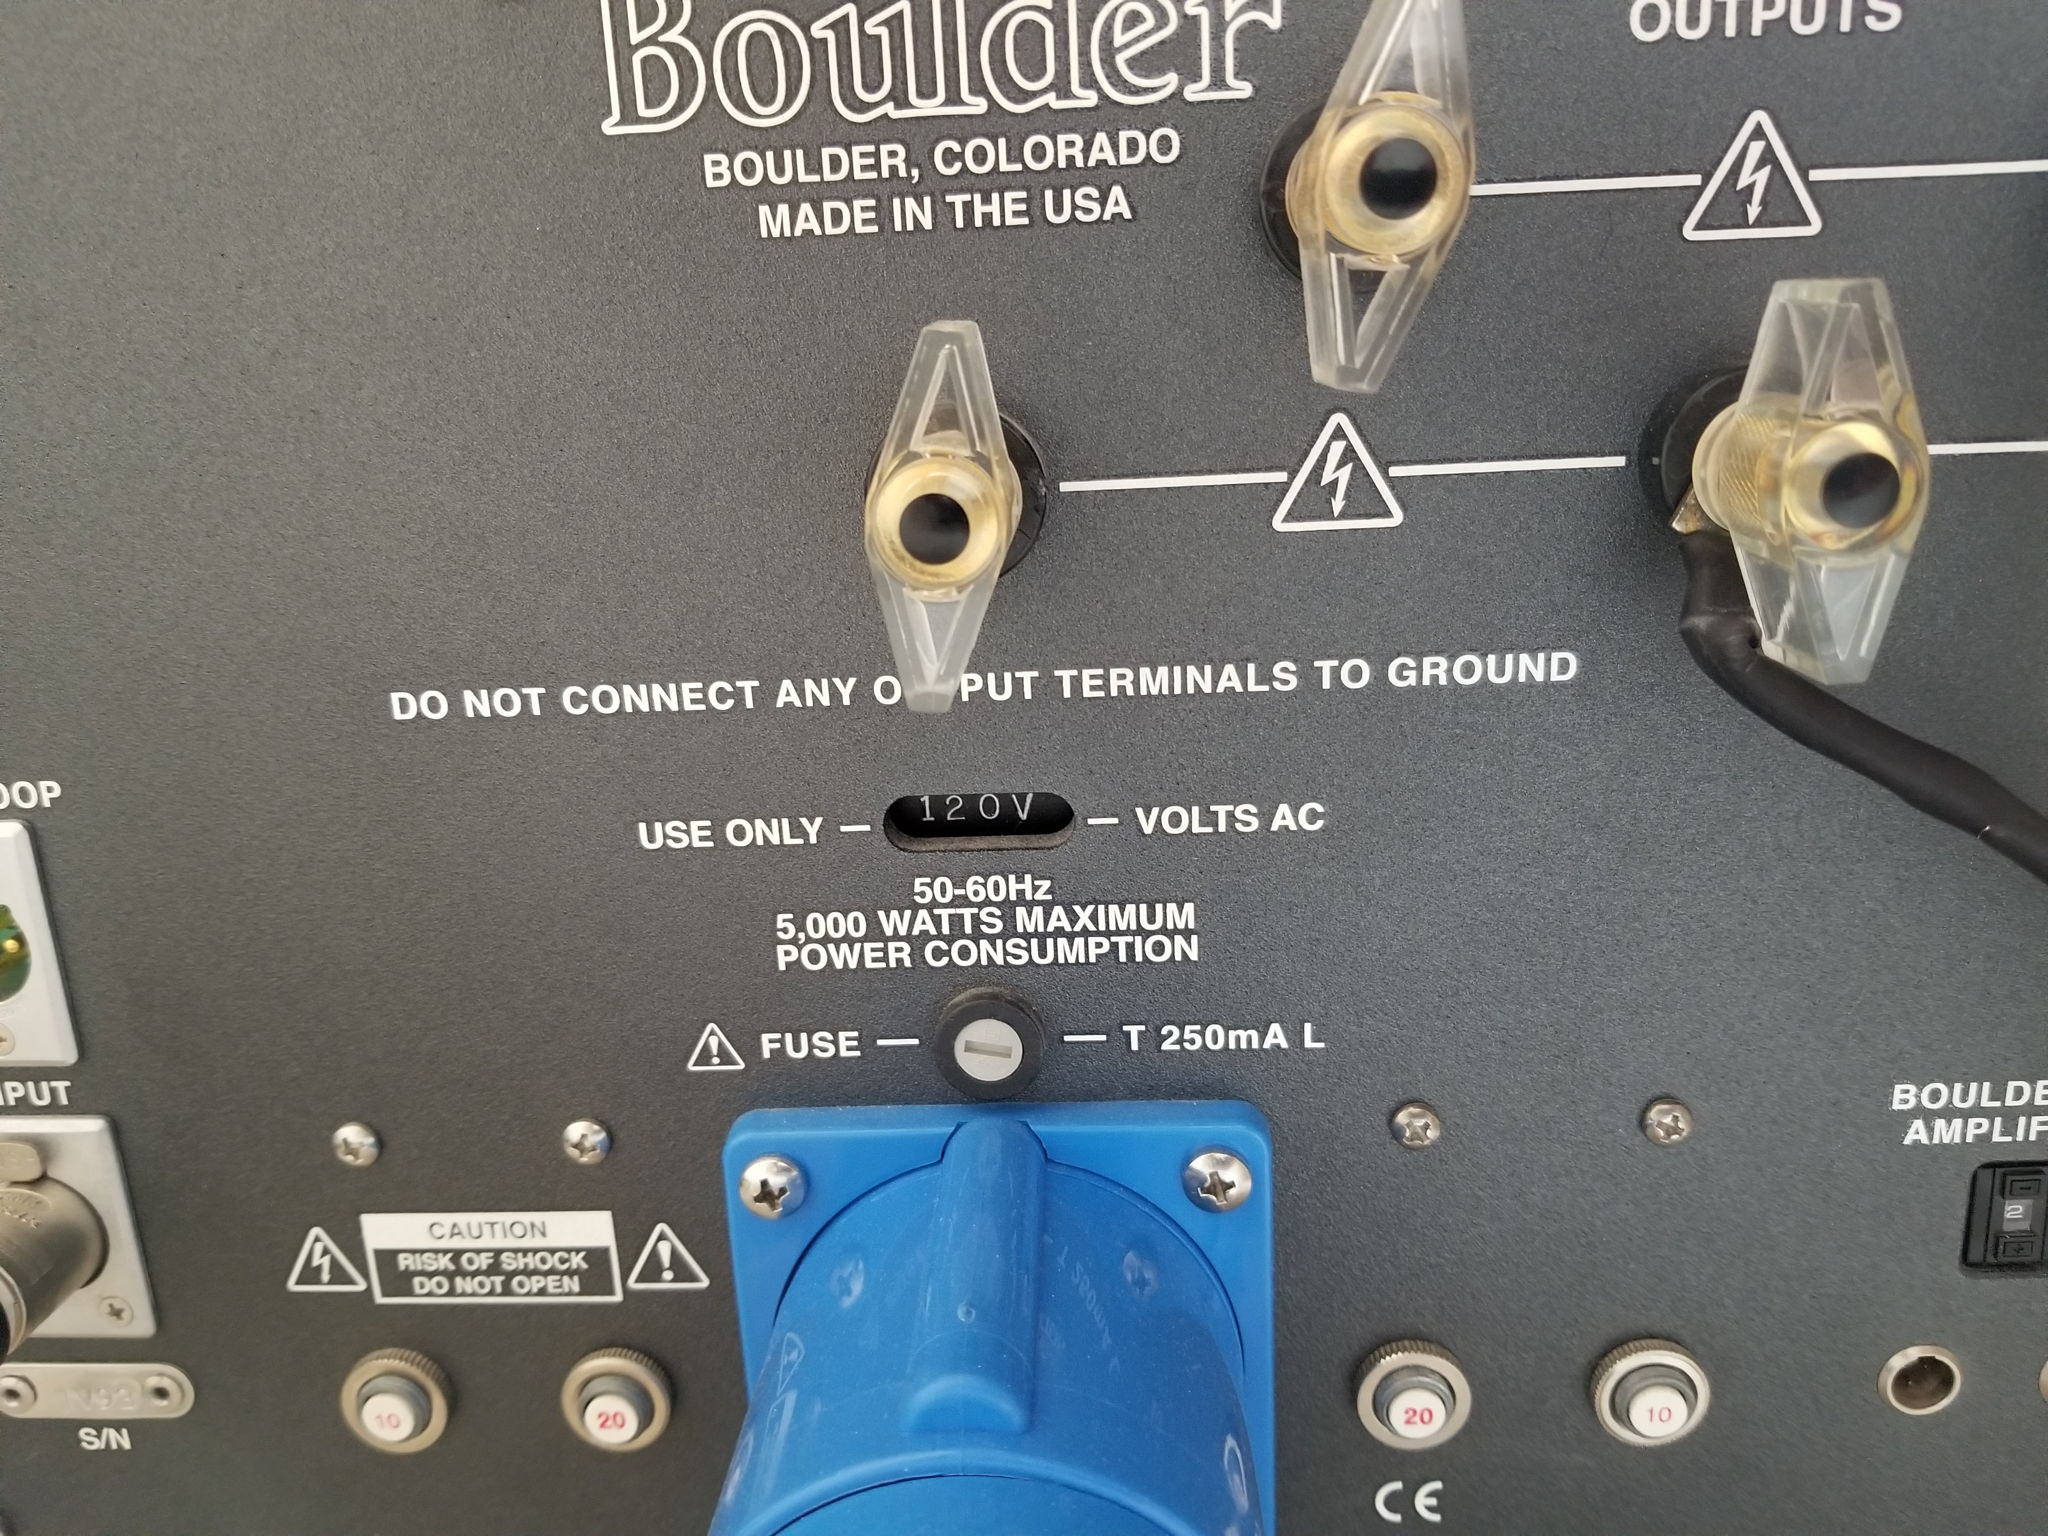 Boulder
OUTPUTS
BOULDER, COLORADO
MADE IN THE USA
DO NOT CONNECT ANY O PUT TERMINALS TO GROUND
OOP
USE ONLY – 120V – VOLTS AC
50-60Hz
5,000 WATTS MAXIMUM
POWER CONSUMPTION
FUSE — — T 250mA L
NPUT
BOULDE
AMPLIF
2
CAUTION
RISK OF SHOCK
DO NOT OPEN
10
20
20
10
S/N
CE